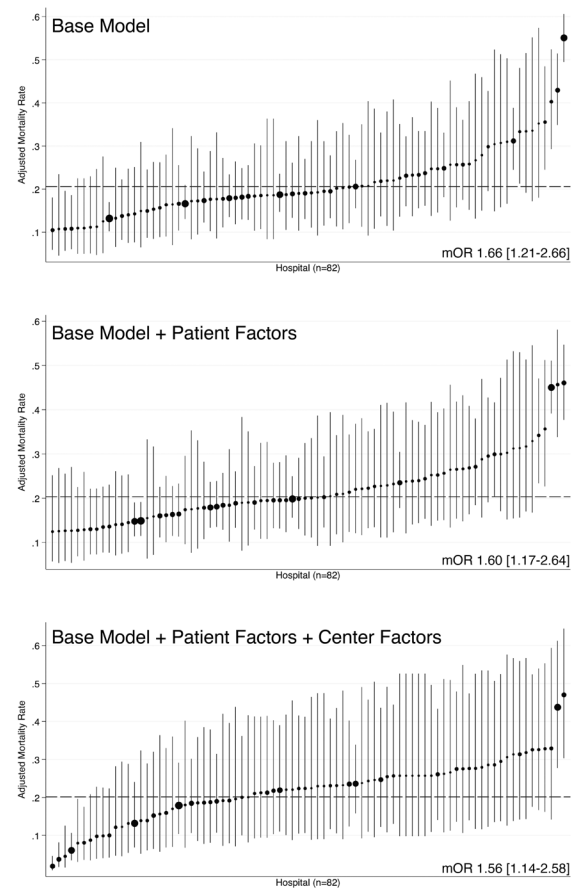 Base Model
Adjusted Mortality Rate
.6
.5
.4
.3
.2
.1
mOR 1.66 [1.21-2.66]
Hospital (n=82)
Base Model + Patient Factors
Adjusted Mortality Rate
.6
.5
.4
.3
.2
.1
mOR 1.60 [1.17-2.64]
Hospital (n=82)
Base Model + Patient Factors + Center Factors
Adjusted Mortality Rate
.6
.5
.4
.3
.2
.1
mOR 1.56 [1.14-2.58]
Hospital (n=82)